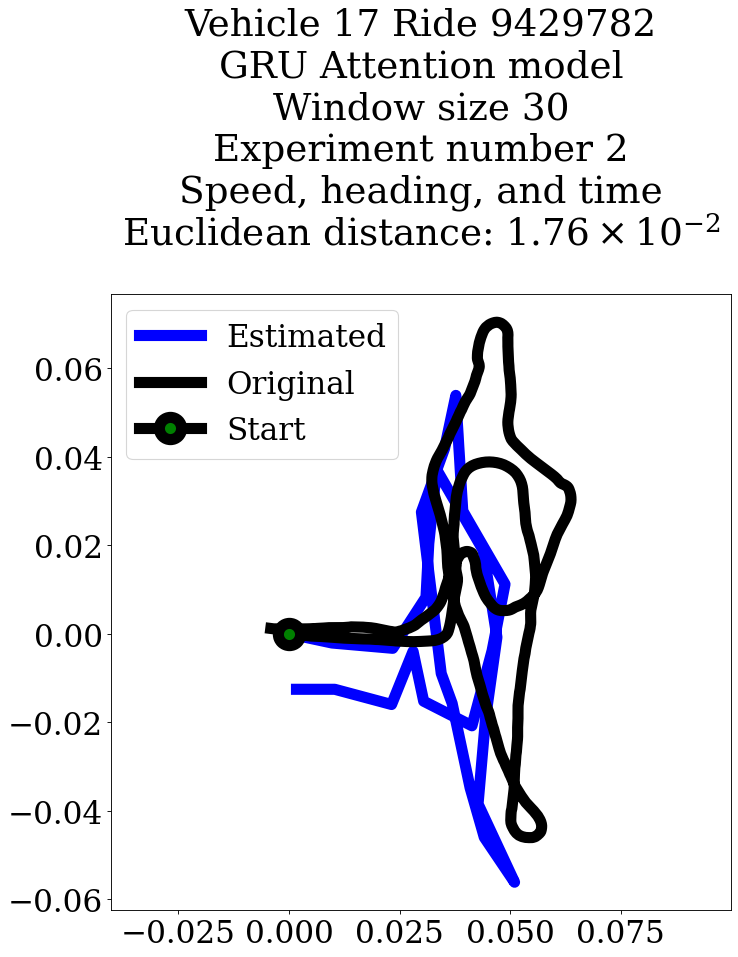 Vehicle 17 Ride 9429782
GRU Attention model
Window size 30
Experiment number 2
Speed, heading, and time
Euclidean distance: 1.76 × 10⁻²
Estimated
Original
Start
0.06
0.04
0.02
0.00
−0.02
−0.04
−0.06
−0.025 0.000 0.025 0.050 0.075